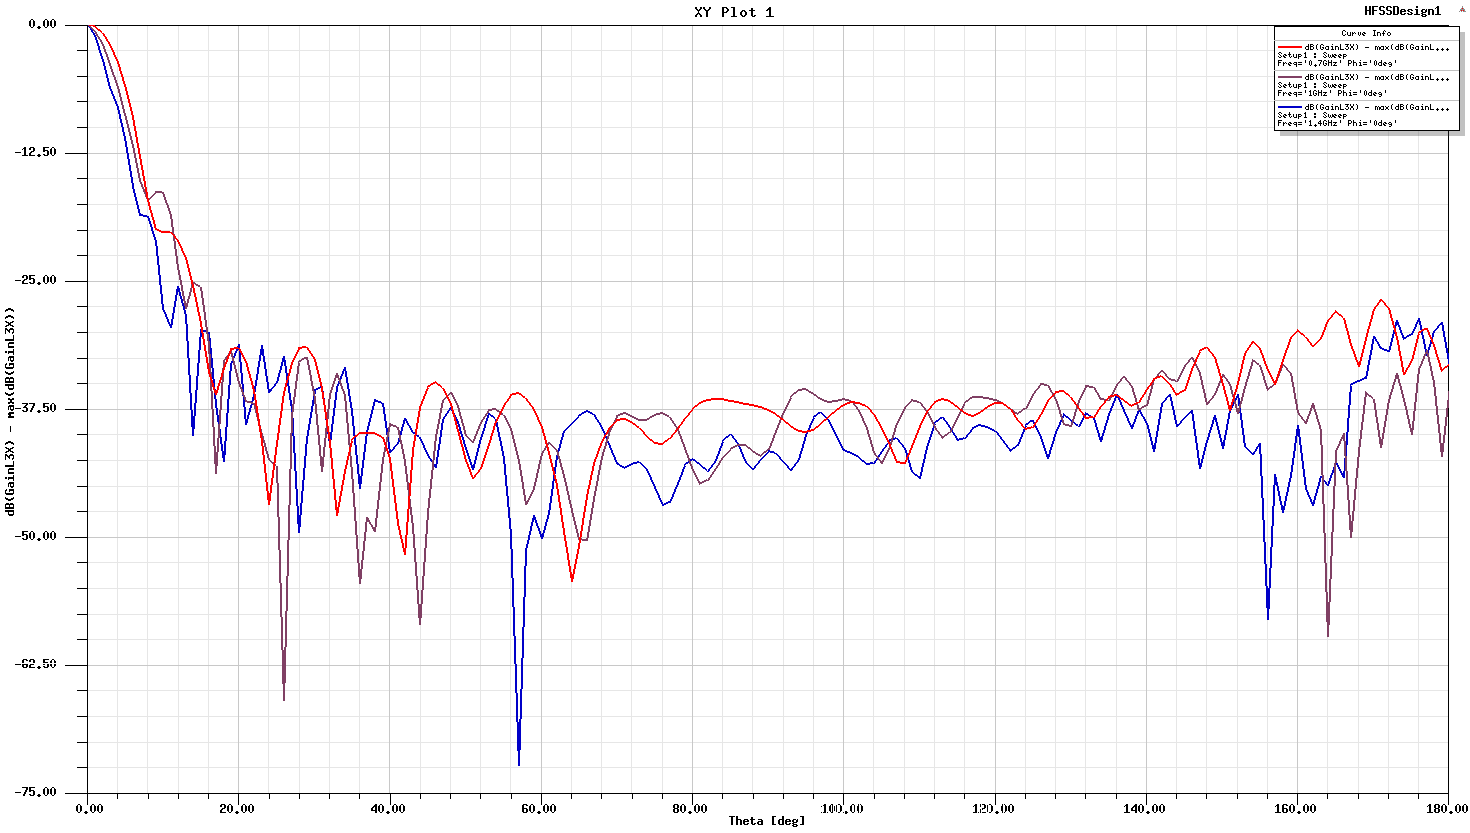 XY Plot 1
HFSSDesign1
Curve Info
dB(GainL3X) - max(dB(GainL...
Setup1 : Sweep
Freq='0.7GHz' Phi='0deg'
dB(GainL3X) - max(dB(GainL...
Setup1 : Sweep
Freq='1GHz' Phi='0deg'
dB(GainL3X) - max(dB(GainL...
Setup1 : Sweep
Freq='1.4GHz' Phi='0deg'
dB(GainL3X) - max(dB(GainL3X))
0.00
-12.50
-25.00
-37.50
-50.00
-62.50
-75.00
0.00 20.00 40.00 60.00 80.00 100.00 120.00 140.00 160.00 180.00
Theta [deg]